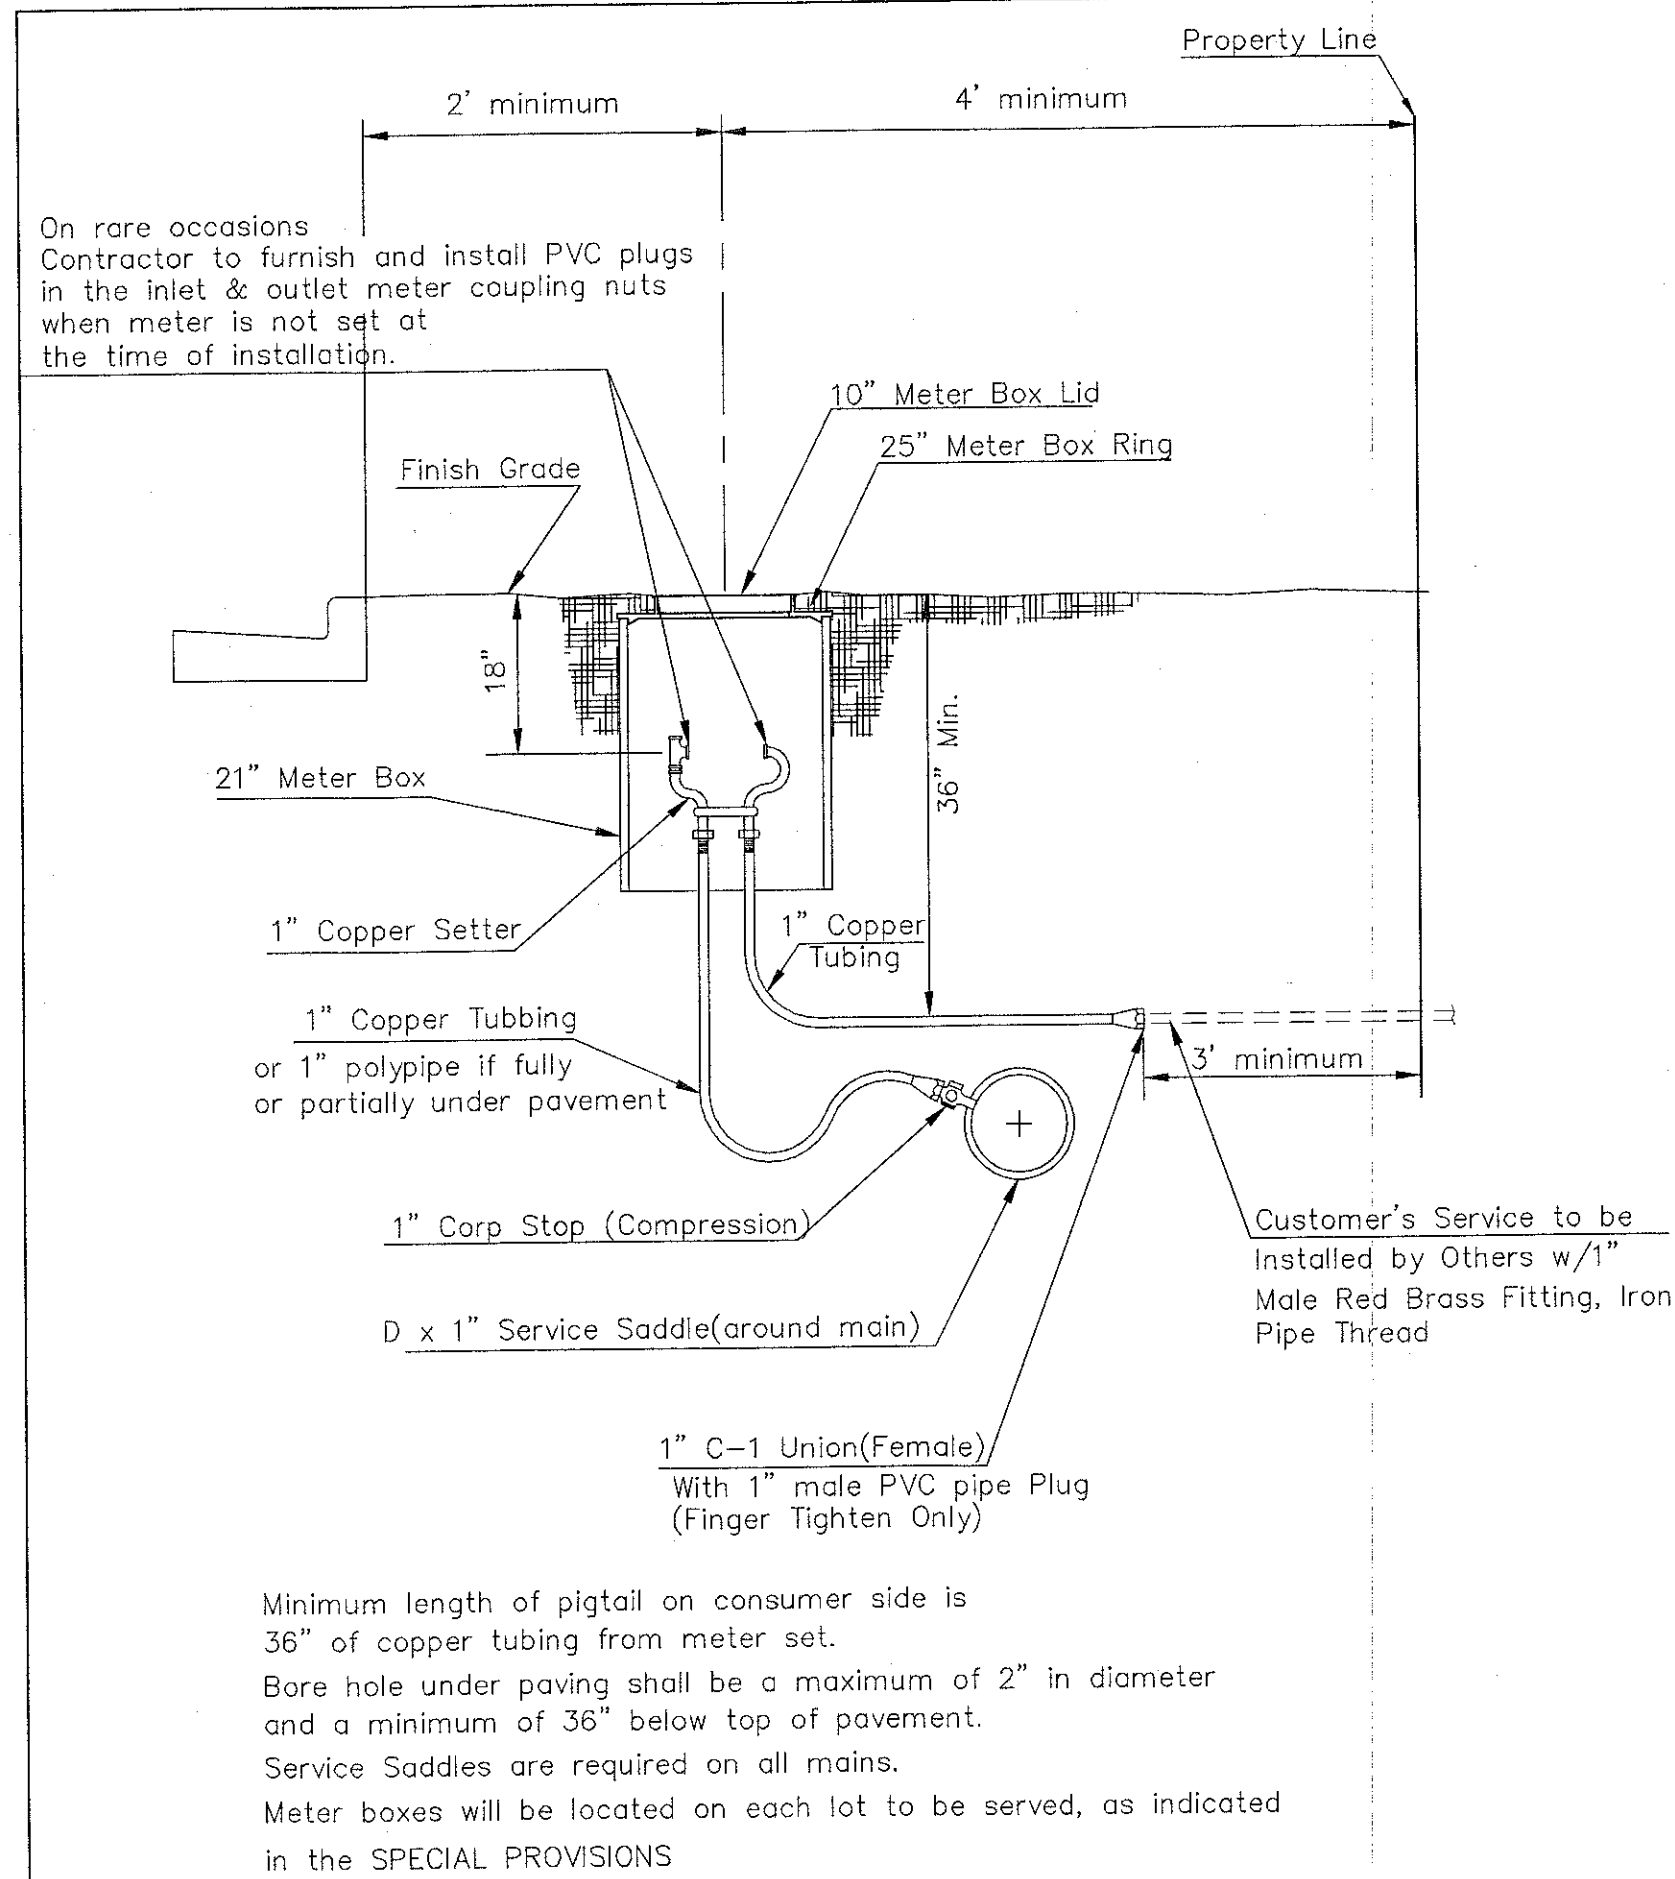 Property Line
2' minimum
4' minimum
On rare occasions
Contractor to furnish and install PVC plugs
in the inlet & outlet meter coupling nuts
when meter is not set at
the time of installation.
10" Meter Box Lid
25" Meter Box Ring
Finish Grade
18"
36" Min.
21" Meter Box
1" Copper Setter
1" Copper
Tubing
1" Copper Tubbing
or 1" polypipe if fully
or partially under pavement
3' minimum
1" Corp Stop (Compression)
Customer's Service to be
Installed by Others w/1"
Male Red Brass Fitting, Iron
Pipe Thread
D x 1" Service Saddle(around main)
1" C-1 Union(Female)
With 1" male PVC pipe Plug
(Finger Tighten Only)
Minimum length of pigtail on consumer side is
36" of copper tubing from meter set.
Bore hole under paving shall be a maximum of 2" in diameter
and a minimum of 36" below top of pavement.
Service Saddles are required on all mains.
Meter boxes will be located on each lot to be served, as indicated
in the SPECIAL PROVISIONS